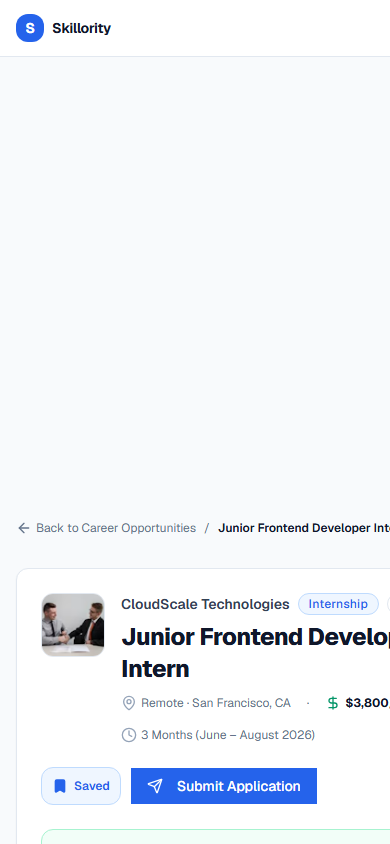 S Skillority
Back to Career Opportunities / Junior Frontend Developer Int
CloudScale Technologies Internship
Junior Frontend Develop
Intern
Remote · San Francisco, CA · $ $3,800
3 Months (June – August 2026)
Saved Submit Application